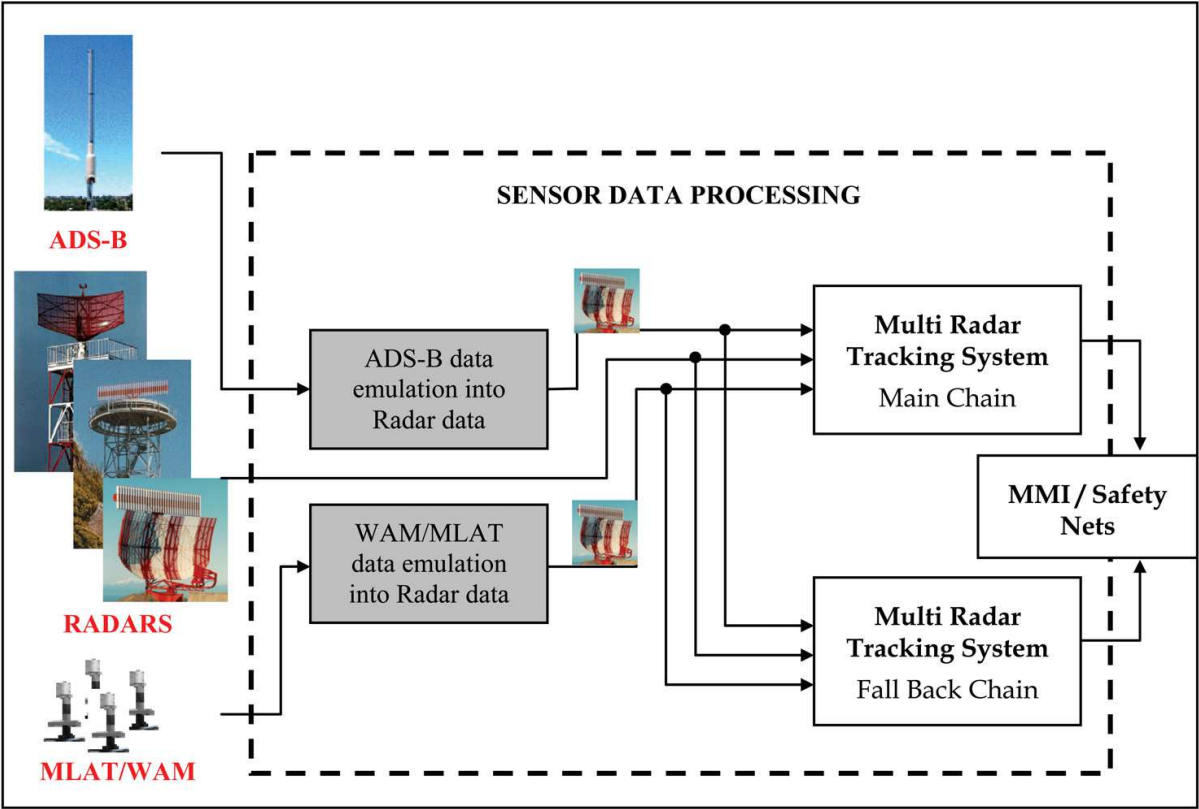 SENSOR DATA PROCESSING
ADS-B
ADS-B data
emulation into
Radar data
Multi Radar
Tracking System
Main Chain
MMI / Safety
Nets
WAM/MLAT
data emulation
into Radar data
RADARS
Multi Radar
Tracking System
Fall Back Chain
MLAT/WAM